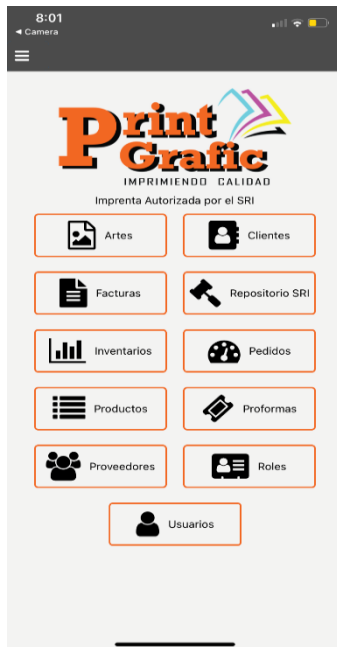 8:01
◄ Camera
Print
Grafic
IMPRIMIENDO CALIDAD
Imprenta Autorizada por el SRI
Artes
Clientes
Facturas
Repositorio SRI
Inventarios
Pedidos
Productos
Proformas
Proveedores
Roles
Usuarios